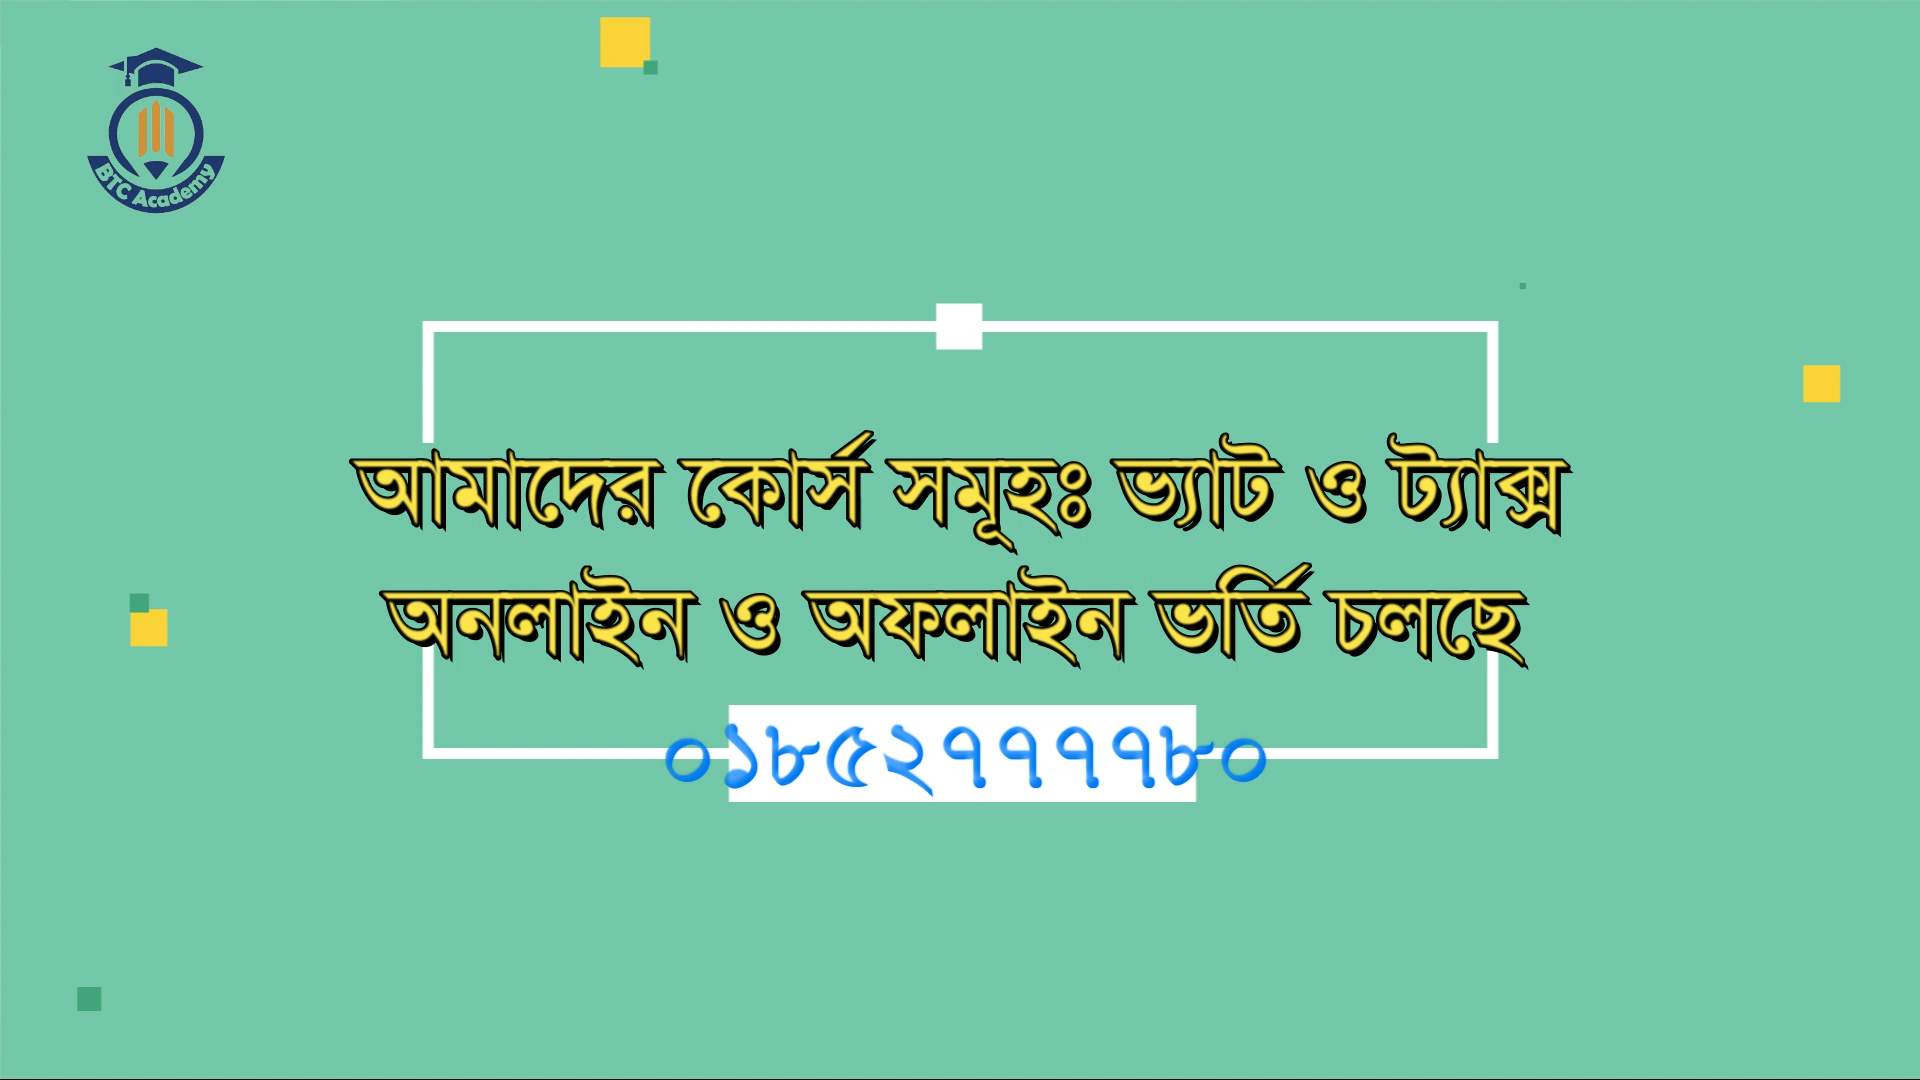 BTC Academy
আমাদের কোর্স সমূহঃ ভ্যাট ও ট্যাক্স
অনলাইন ও অফলাইন ভর্তি চলছে
০১৮৫২৭৭৭৭৮০